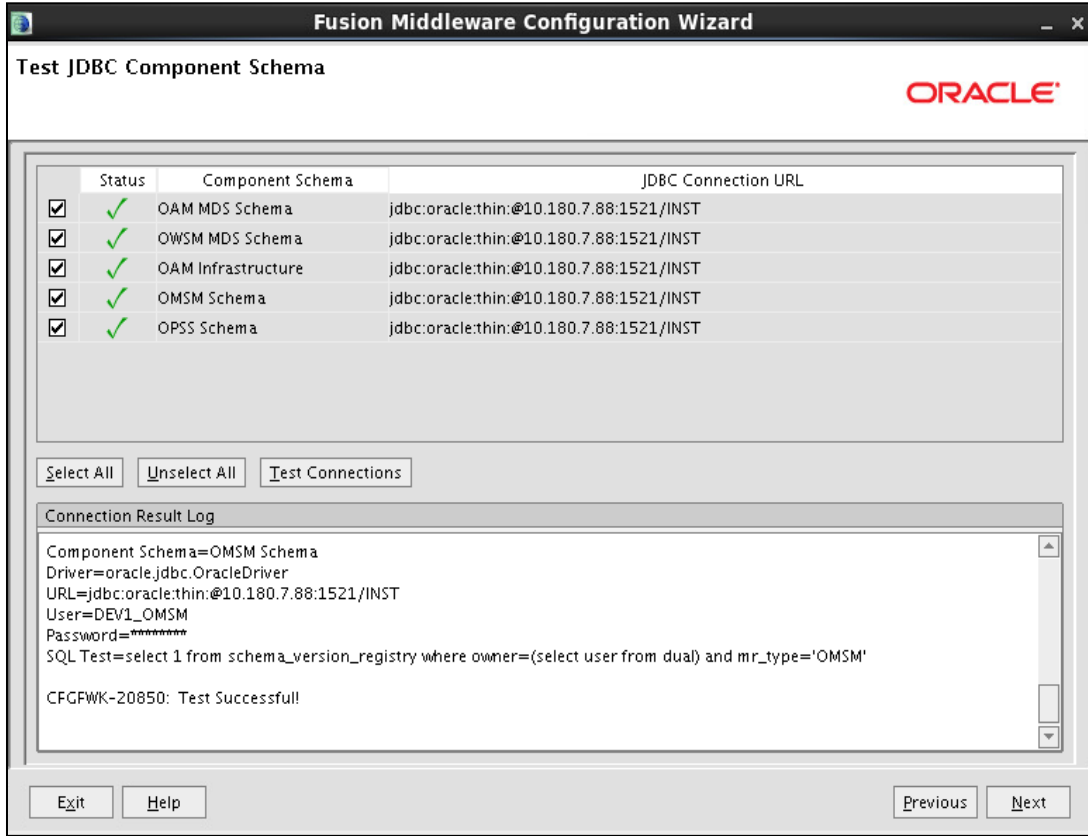 Fusion Middleware Configuration Wizard
Test JDBC Component Schema
ORACLE
Status Component Schema JDBC Connection URL
OAM MDS Schema jdbc:oracle:thin:@10.180.7.88:1521/INST
OWSM MDS Schema jdbc:oracle:thin:@10.180.7.88:1521/INST
OAM Infrastructure jdbc:oracle:thin:@10.180.7.88:1521/INST
OMSM Schema jdbc:oracle:thin:@10.180.7.88:1521/INST
OPSS Schema jdbc:oracle:thin:@10.180.7.88:1521/INST
Select All Unselect All Test Connections
Connection Result Log
Component Schema=OMSM Schema
Driver=oracle.jdbc.OracleDriver
URL=jdbc:oracle:thin:@10.180.7.88:1521/INST
User=DEV1_OMSM
Password=********
SQL Test=select 1 from schema_version_registry where owner=(select user from dual) and mr_type='OMSM'
CFGFWK-20850: Test Successful!
Exit Help Previous Next